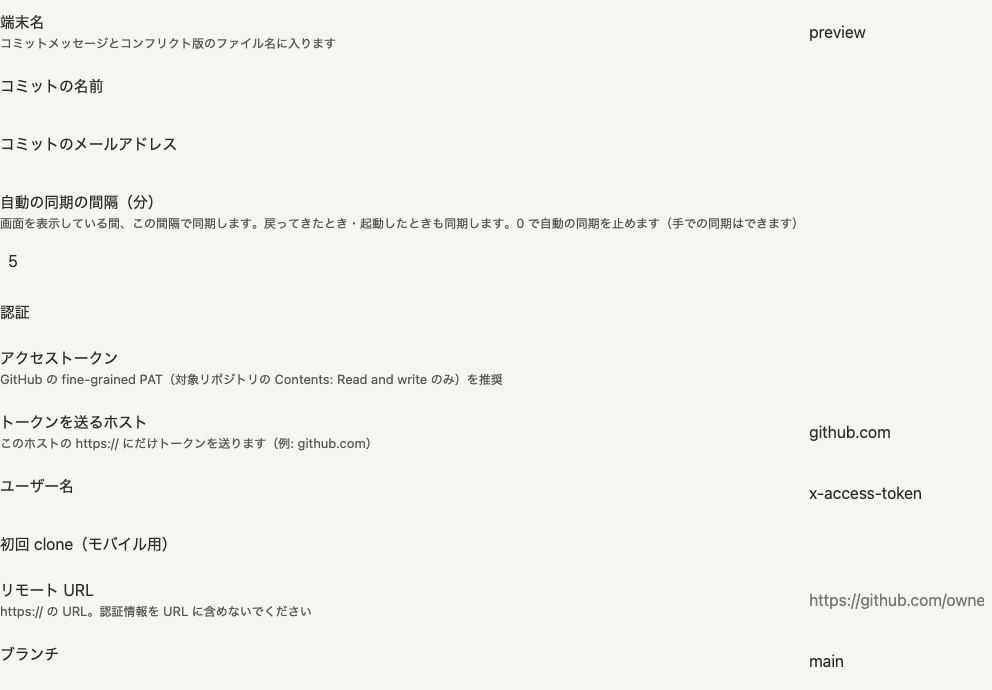 端末名
コミットメッセージとコンフリクト版のファイル名に入ります
preview
コミットの名前
コミットのメールアドレス
自動の同期の間隔（分）
画面を表示している間、この間隔で同期します。戻ってきたとき・起動したときも同期します。0 で自動の同期を止めます（手での同期はできます）
5
認証
アクセストークン
GitHub の fine-grained PAT（対象リポジトリの Contents: Read and write のみ）を推奨
トークンを送るホスト
このホストの https:// にだけトークンを送ります（例: github.com）
github.com
ユーザー名
x-access-token
初回 clone（モバイル用）
リモート URL
https:// の URL。認証情報を URL に含めないでください
https://github.com/owne
ブランチ
main